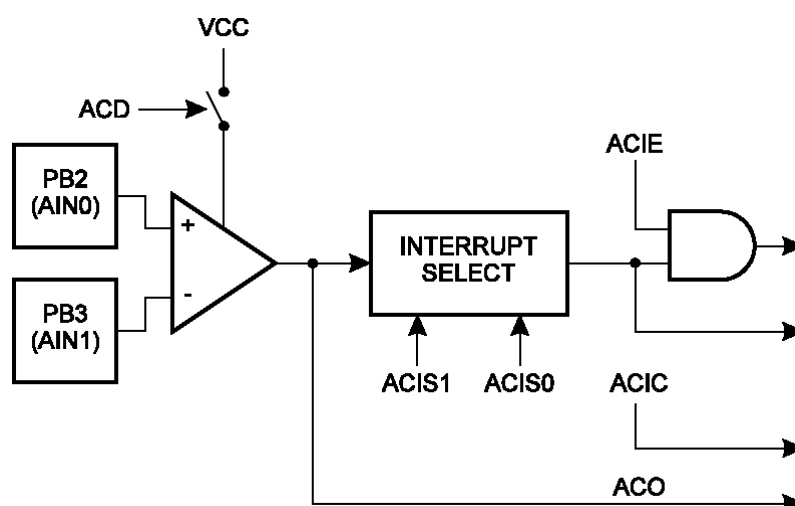 VCC
ACD
ACIE
PB2
(AIN0)
+
INTERRUPT
SELECT
-
PB3
(AIN1)
ACIS1
ACIS0
ACIC
ACO